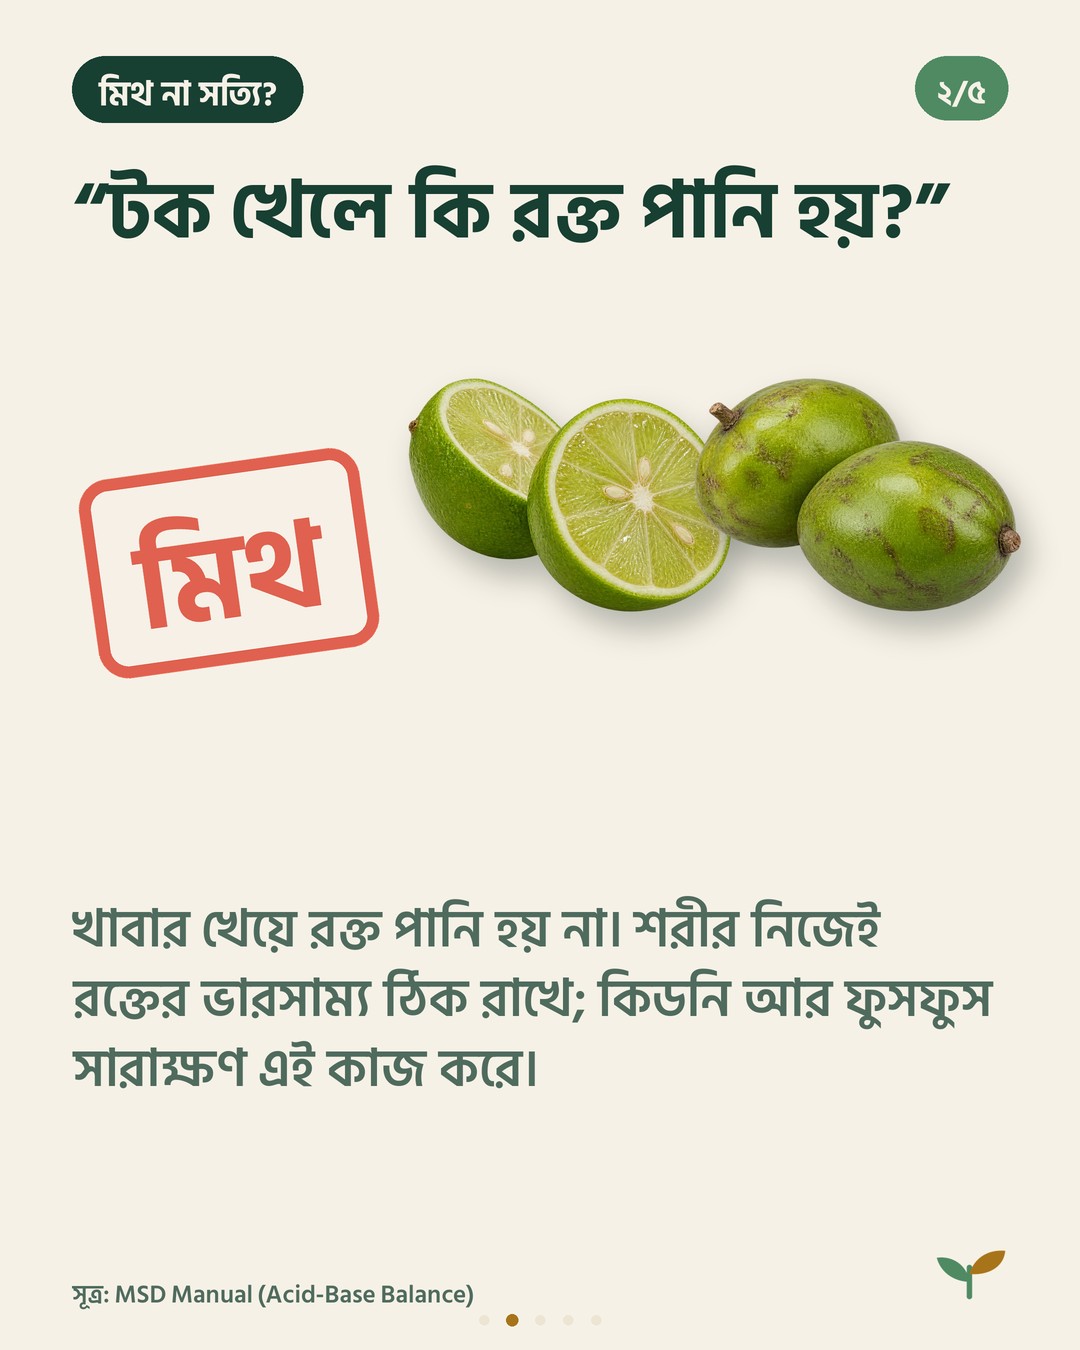 মিথ না সত্যি?
২/৫
“টক খেলে কি রক্ত পানি হয়?”
মিথ
খাবার খেয়ে রক্ত পানি হয় না। শরীর নিজেই
রক্তের ভারসাম্য ঠিক রাখে; কিডনি আর ফুসফুস
সারাক্ষণ এই কাজ করে।
সূত্র: MSD Manual (Acid-Base Balance)